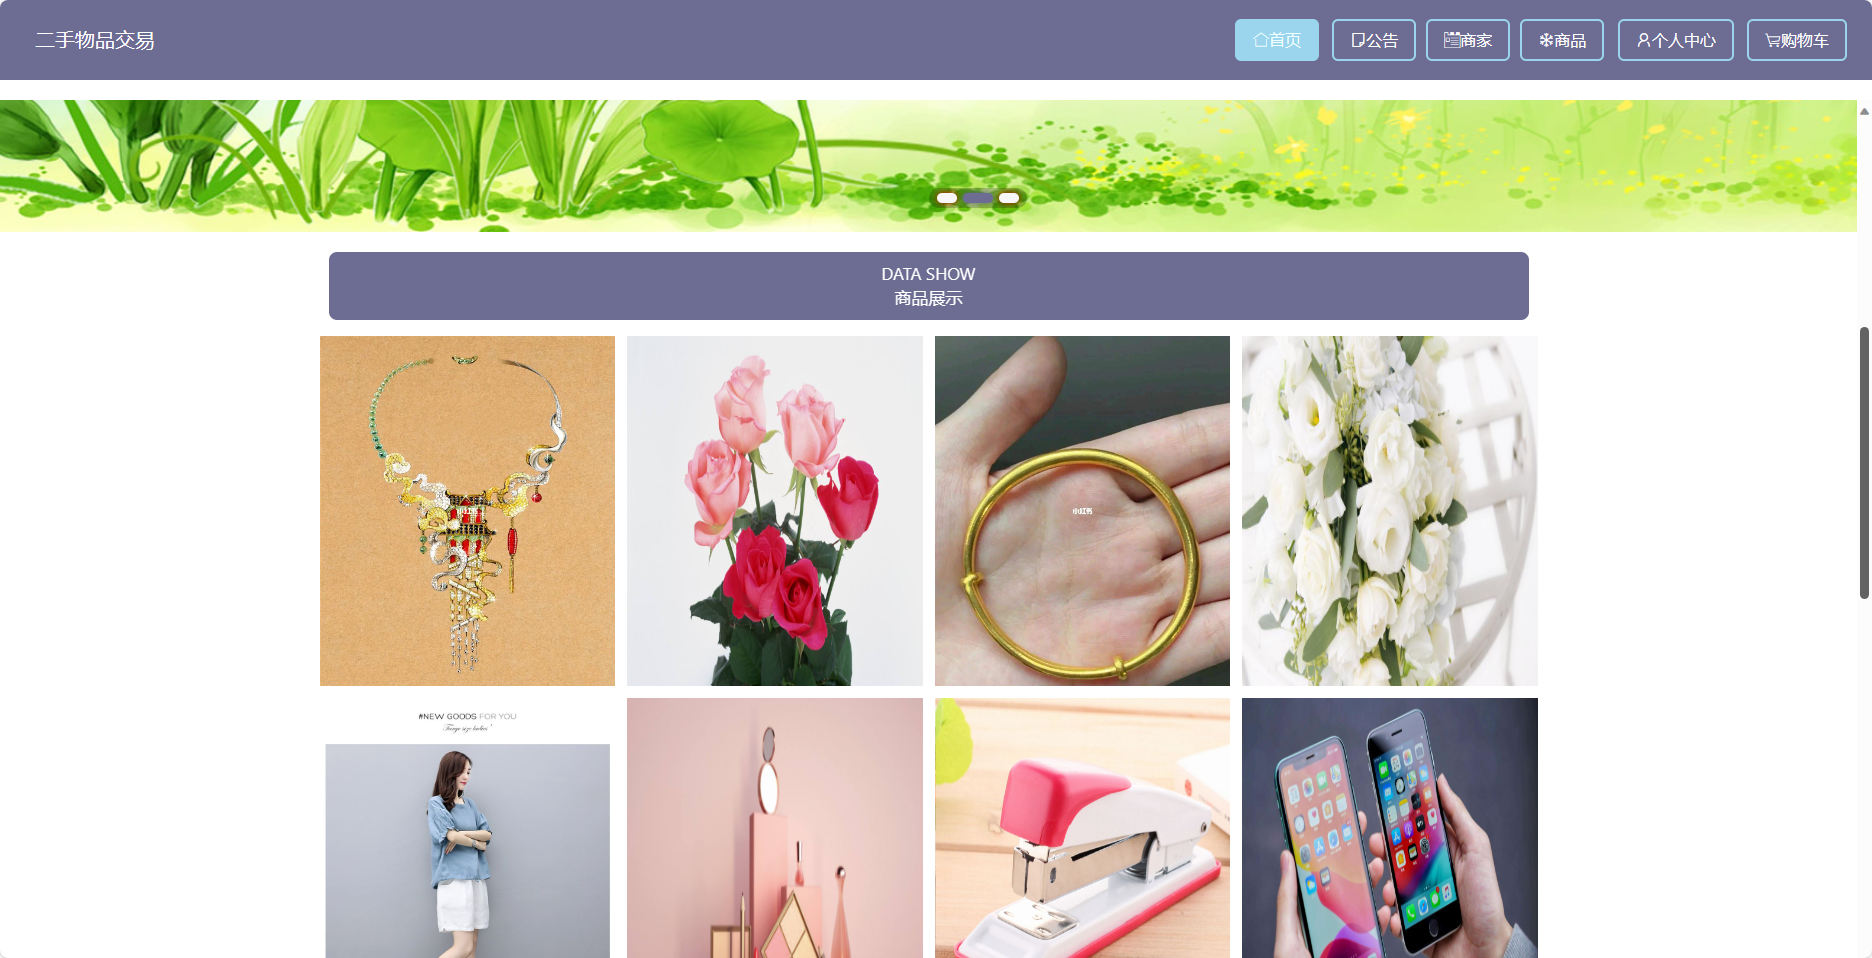 二手物品交易
首页
公告
商家
商品
个人中心
购物车
DATA SHOW
商品展示
小红书
#NEW GOODS FOR YOU